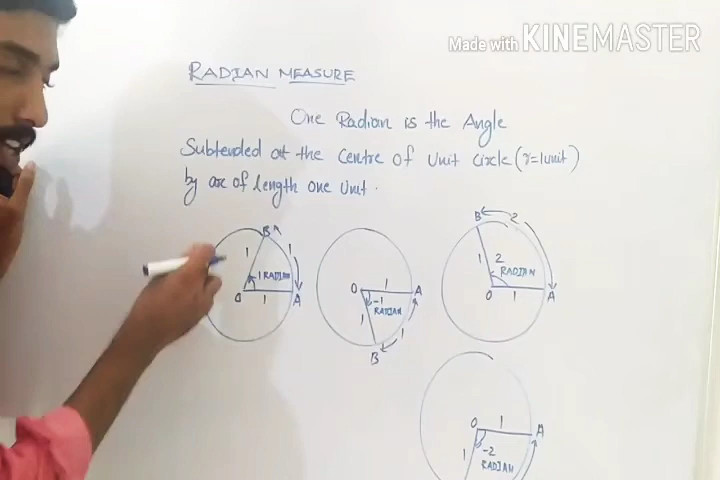 Made with KINEMASTER
RADIAN MEASURE
One Radian is the Angle
Subtended at the Centre of Unit Circle (r=1unit)
by arc of length one Unit.
B
1
1
1 RADIAN
O
1
A
O
1
A
-1
RADIAN
1
1
B
B
2
1
2
RADIAN
O
1
A
O
1
A
1
-2
RADIAN